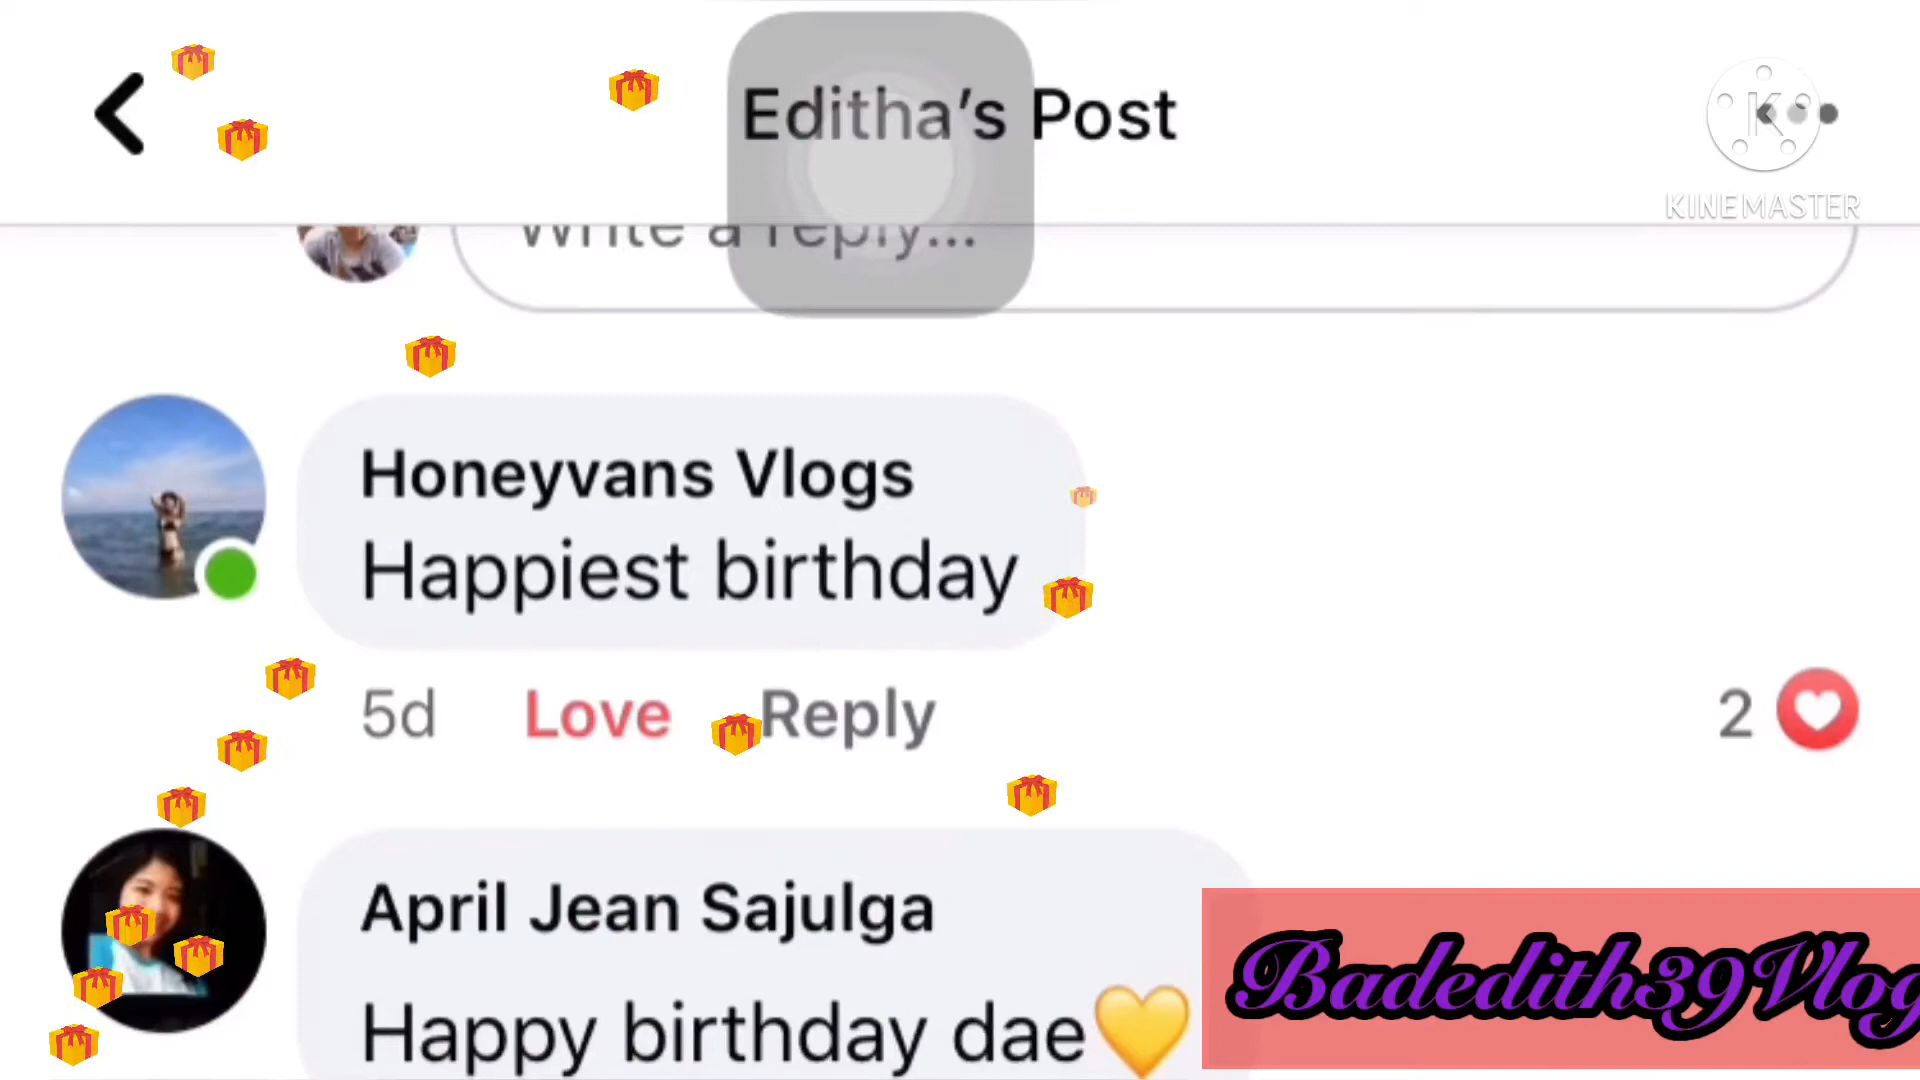 Editha's Post
K
KINEMASTER
Write a reply...
Honeyvans Vlogs
Happiest birthday
5d Love Reply 2
April Jean Sajulga
Happy birthday dae💛
Badedith39Vlog